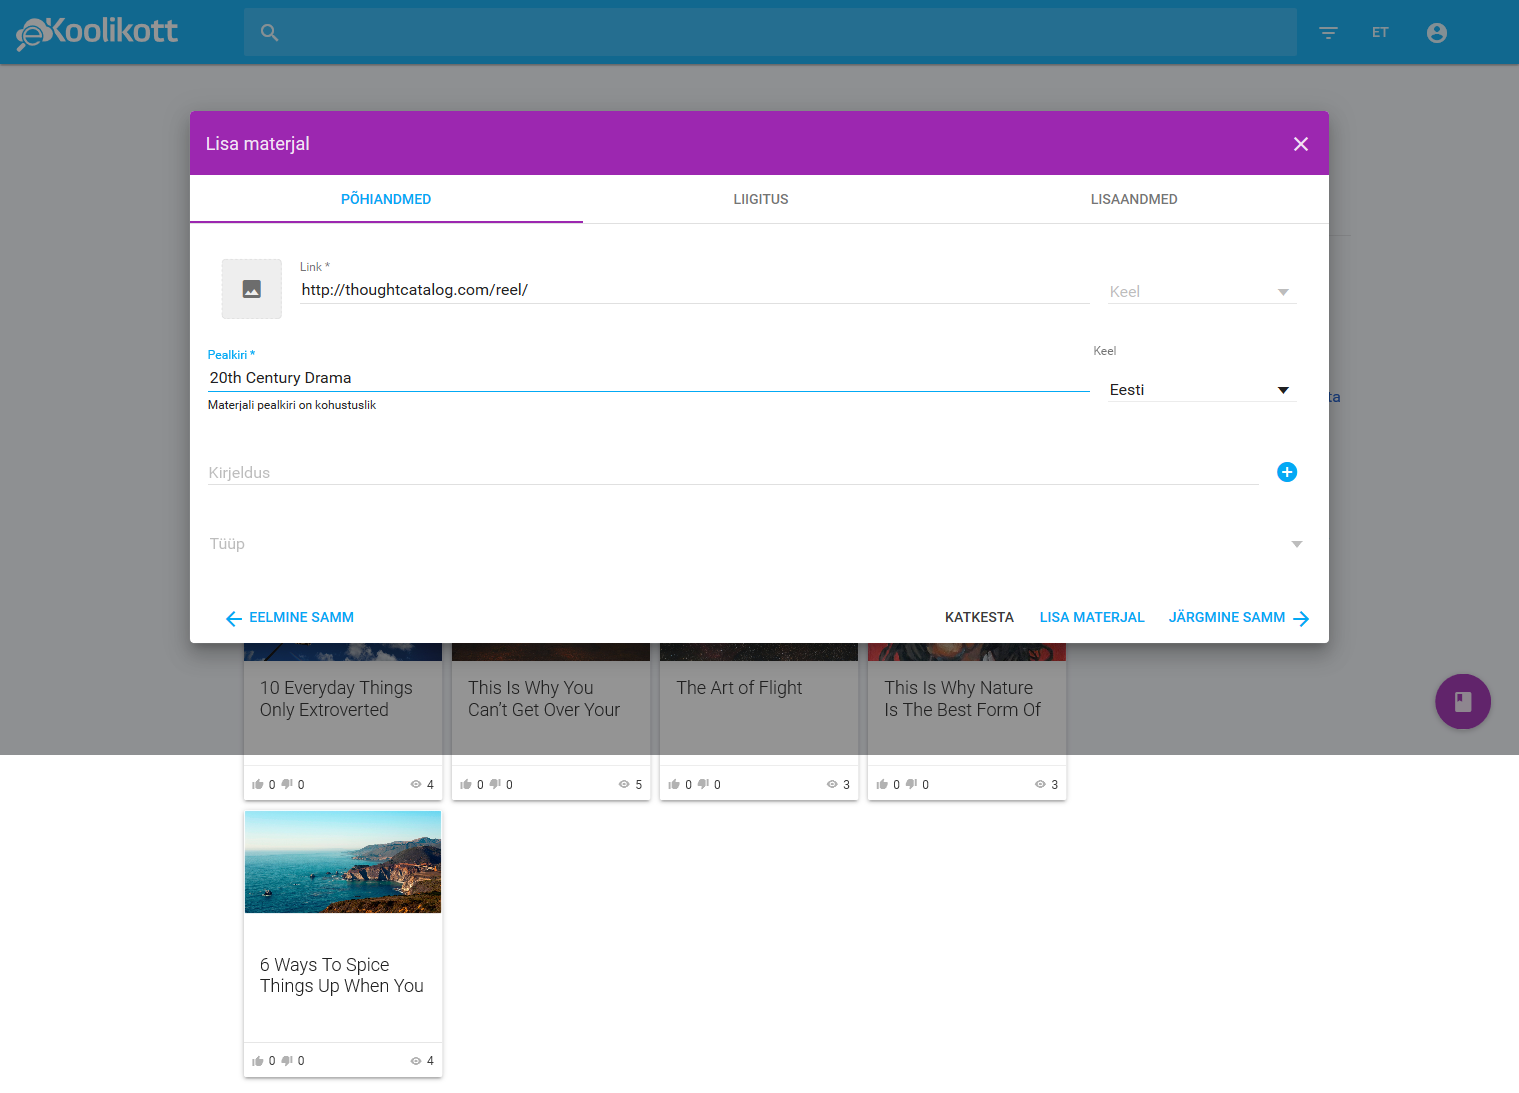 eKoolikott
ET
Lisa materjal
PÕHIANDMED
LIIGITUS
LISAANDMED
Link *
http://thoughtcatalog.com/reel/
Keel
Pealkiri *
Keel
20th Century Drama
Eesti
Materjali pealkiri on kohustuslik
ta
Kirjeldus
Tüüp
EELMINE SAMM
KATKESTA
LISA MATERJAL
JÄRGMINE SAMM
10 Everyday Things
Only Extroverted
This Is Why You
Can't Get Over Your
The Art of Flight
This Is Why Nature
Is The Best Form Of
0 0 4
0 0 5
0 0 3
0 0 3
6 Ways To Spice
Things Up When You
0 0 4